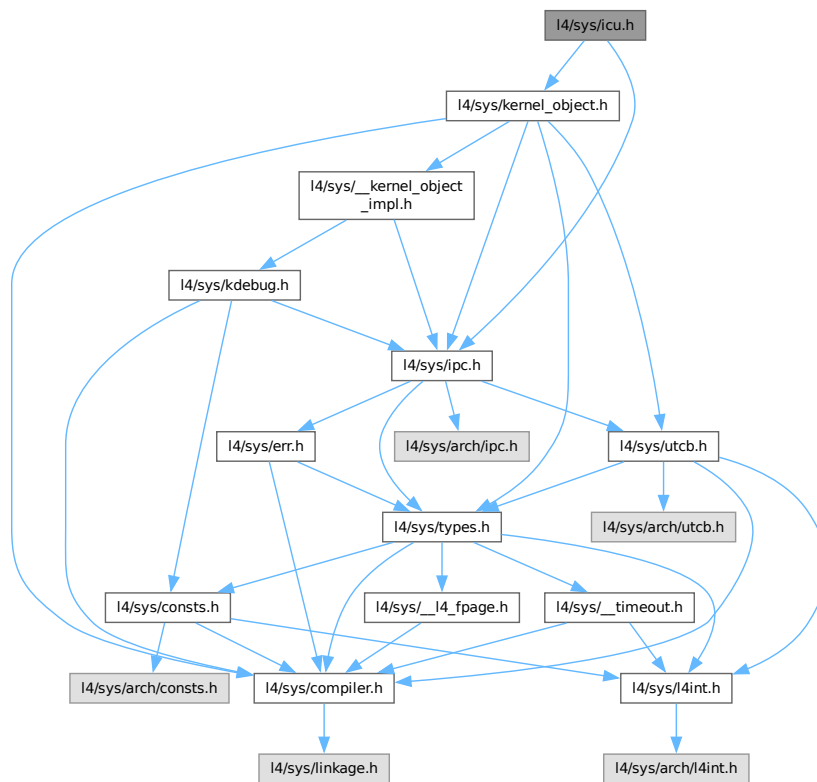 l4/sys/icu.h
l4/sys/kernel_object.h
l4/sys/__kernel_object
_impl.h
l4/sys/kdebug.h
l4/sys/ipc.h
l4/sys/err.h
l4/sys/arch/ipc.h
l4/sys/utcb.h
l4/sys/types.h
l4/sys/arch/utcb.h
l4/sys/consts.h
l4/sys/__l4_fpage.h
l4/sys/__timeout.h
l4/sys/arch/consts.h
l4/sys/compiler.h
l4/sys/l4int.h
l4/sys/linkage.h
l4/sys/arch/l4int.h